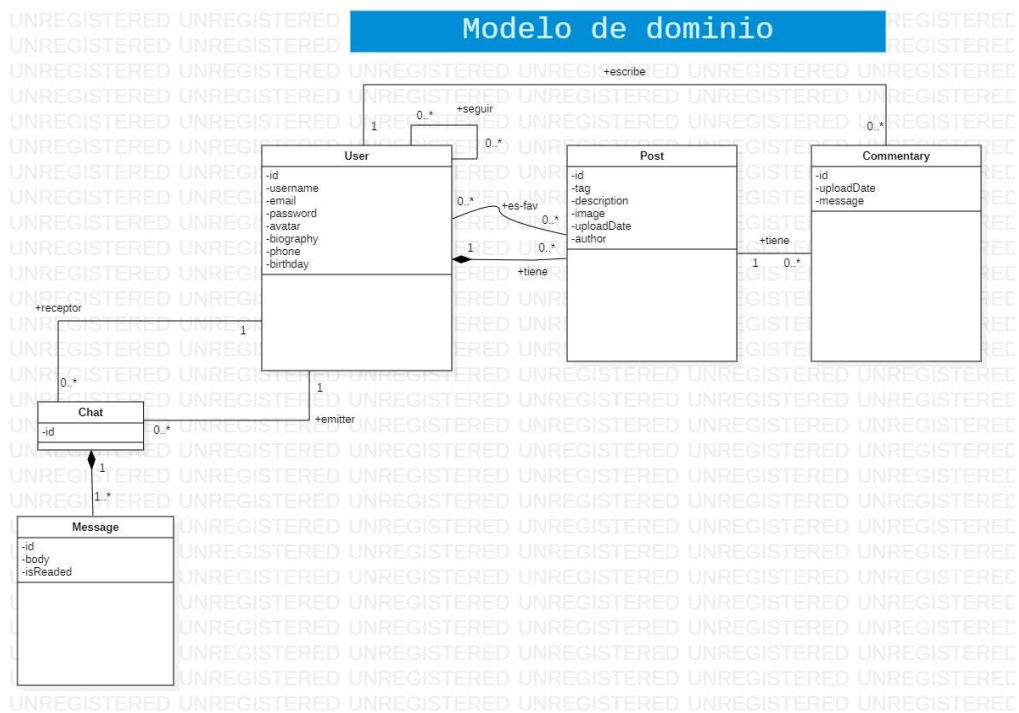 Modelo de dominio
+escribe
1
0..*
+seguir
0..*
0..*
User
-id
-username
-email
-password
-avatar
-biography
-phone
-birthday
Post
-id
-tag
-description
-image
-uploadDate
-author
Commentary
-id
-uploadDate
-message
0..*
+es-fav
0..*
1
0..*
+tiene
+tiene
1
0..*
+receptor
1
0..*
1
+emitter
0..*
Chat
-id
1
1..*
Message
-id
-body
-isReaded
UNREGISTERED